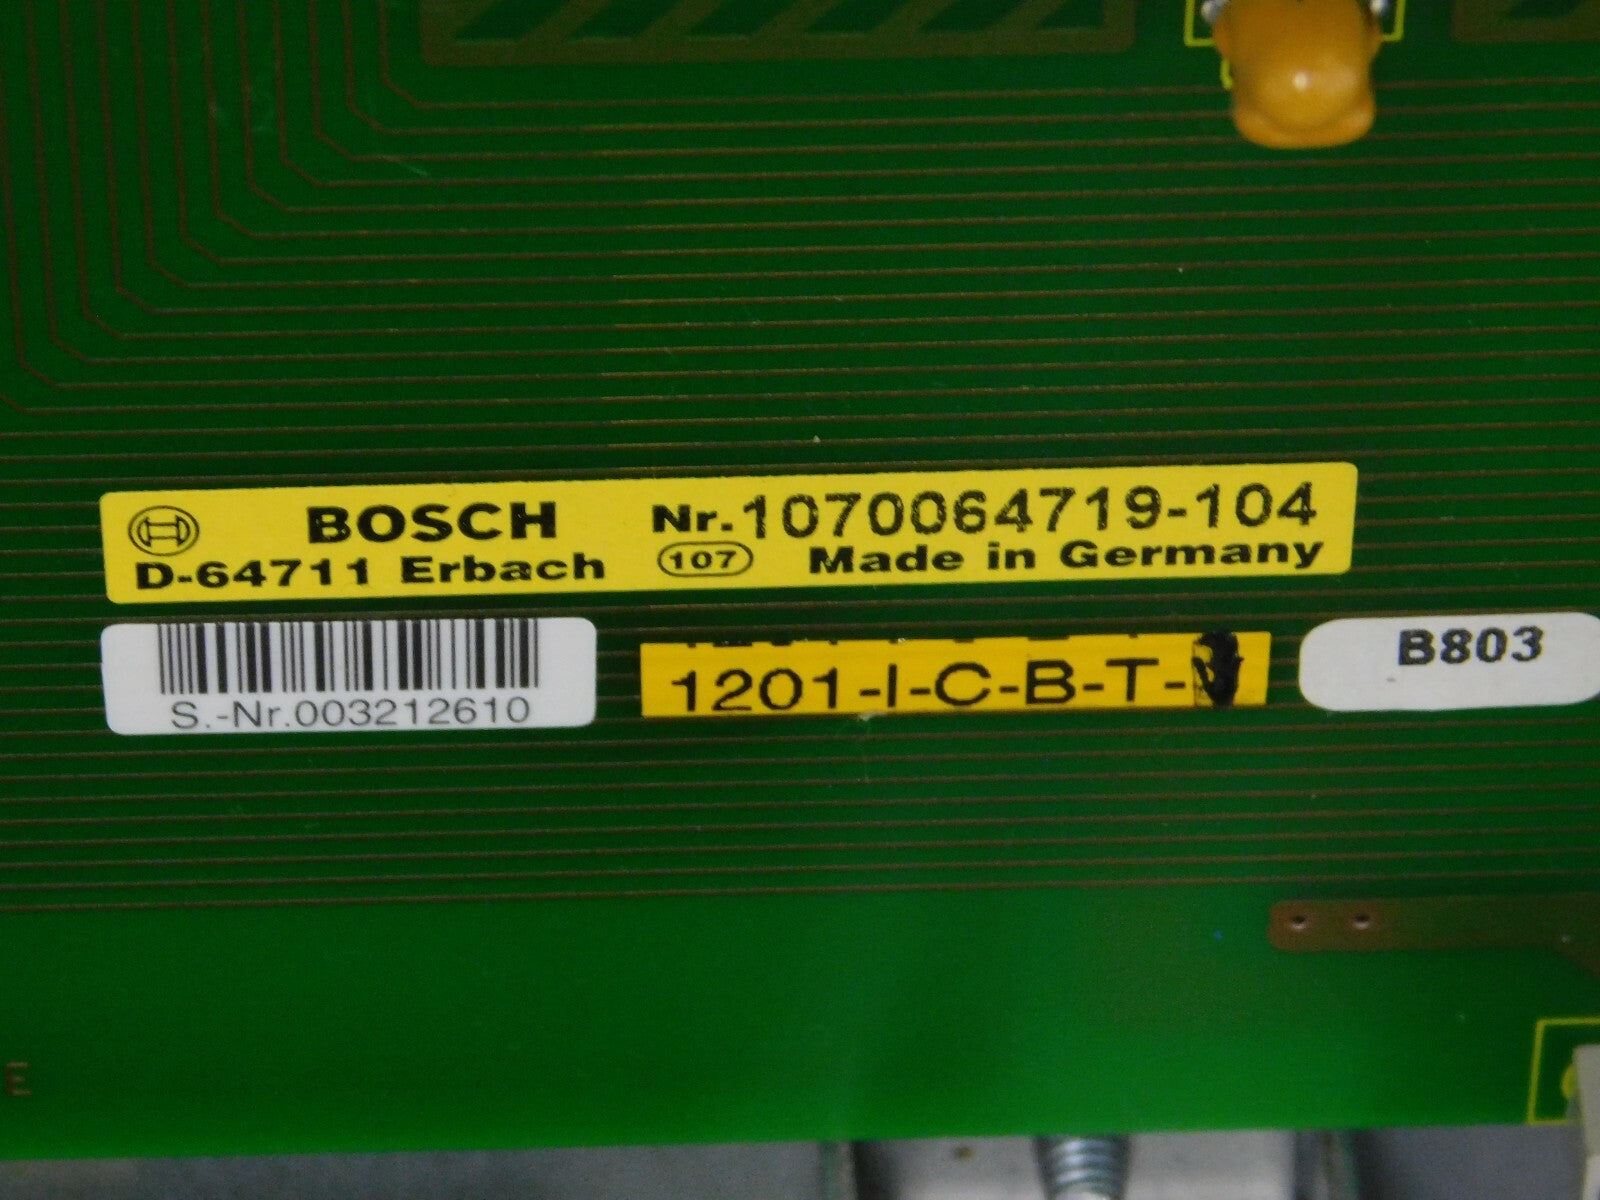 BOSCH Nr.1070064719-104
D-64711 Erbach 107 Made in Germany
S.-Nr.003212610
1201-I-C-B-T-
B803
E